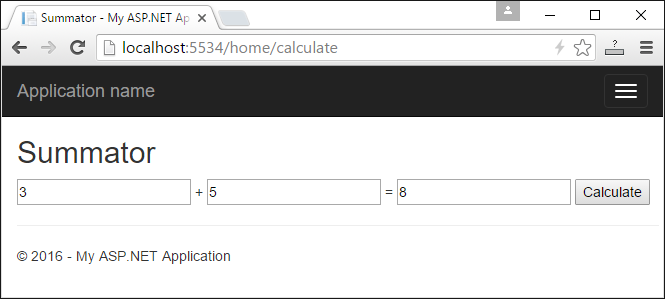 Summator - My ASP.NET Ap
localhost:5534/home/calculate
Application name
Summator
3 + 5 = 8 Calculate
© 2016 - My ASP.NET Application